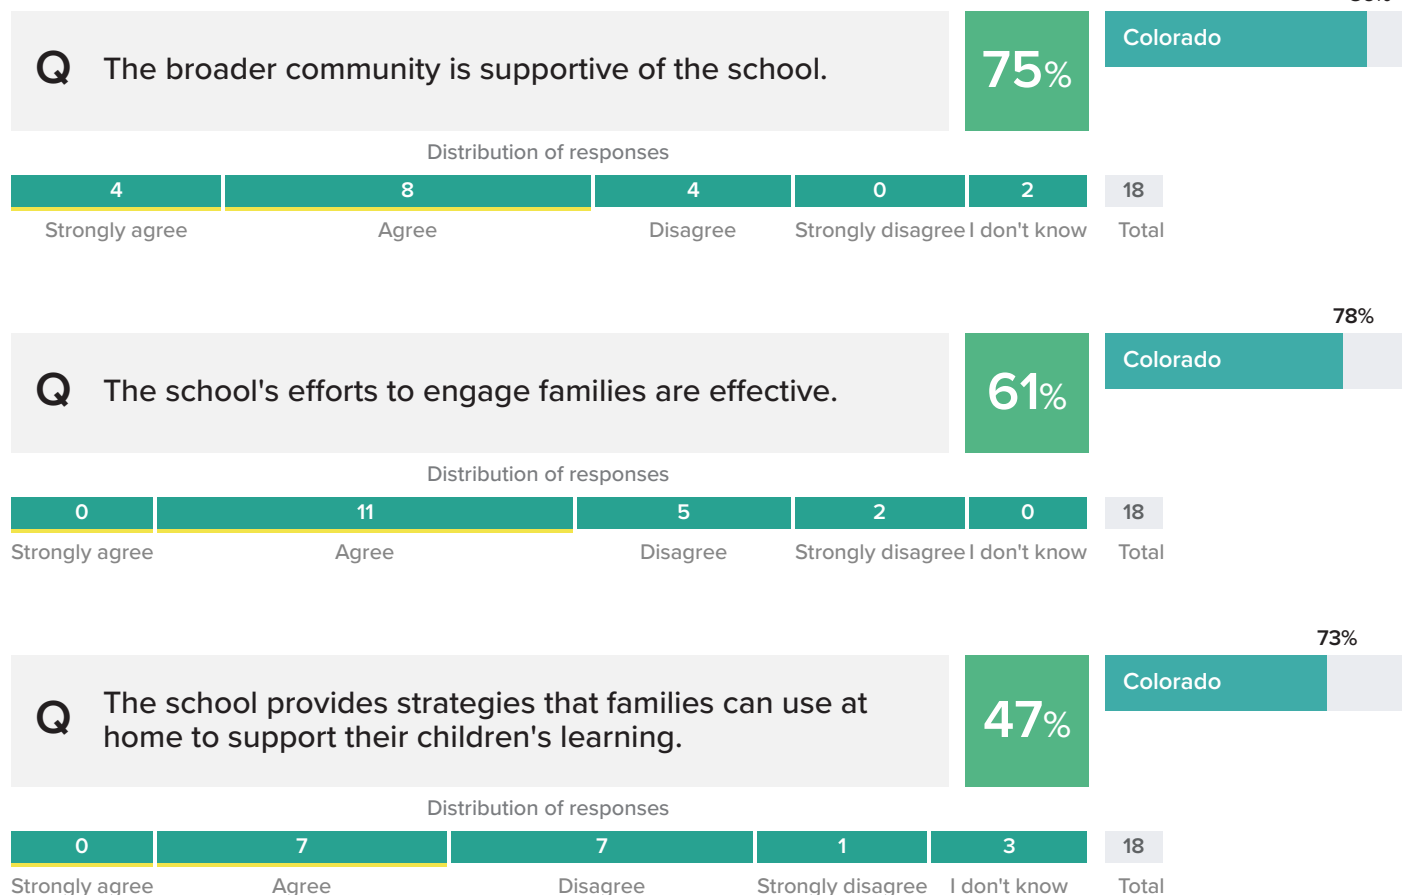 Q The broader community is supportive of the school.
75%
Colorado
Distribution of responses
4 8 4 0 2 18
Strongly agree Agree Disagree Strongly disagree I don't know Total
78%
Q The school's efforts to engage families are effective.
61%
Colorado
Distribution of responses
0 11 5 2 0 18
Strongly agree Agree Disagree Strongly disagree I don't know Total
73%
Q The school provides strategies that families can use at
home to support their children's learning.
47%
Colorado
Distribution of responses
0 7 7 1 3 18
Strongly agree Agree Disagree Strongly disagree I don't know Total